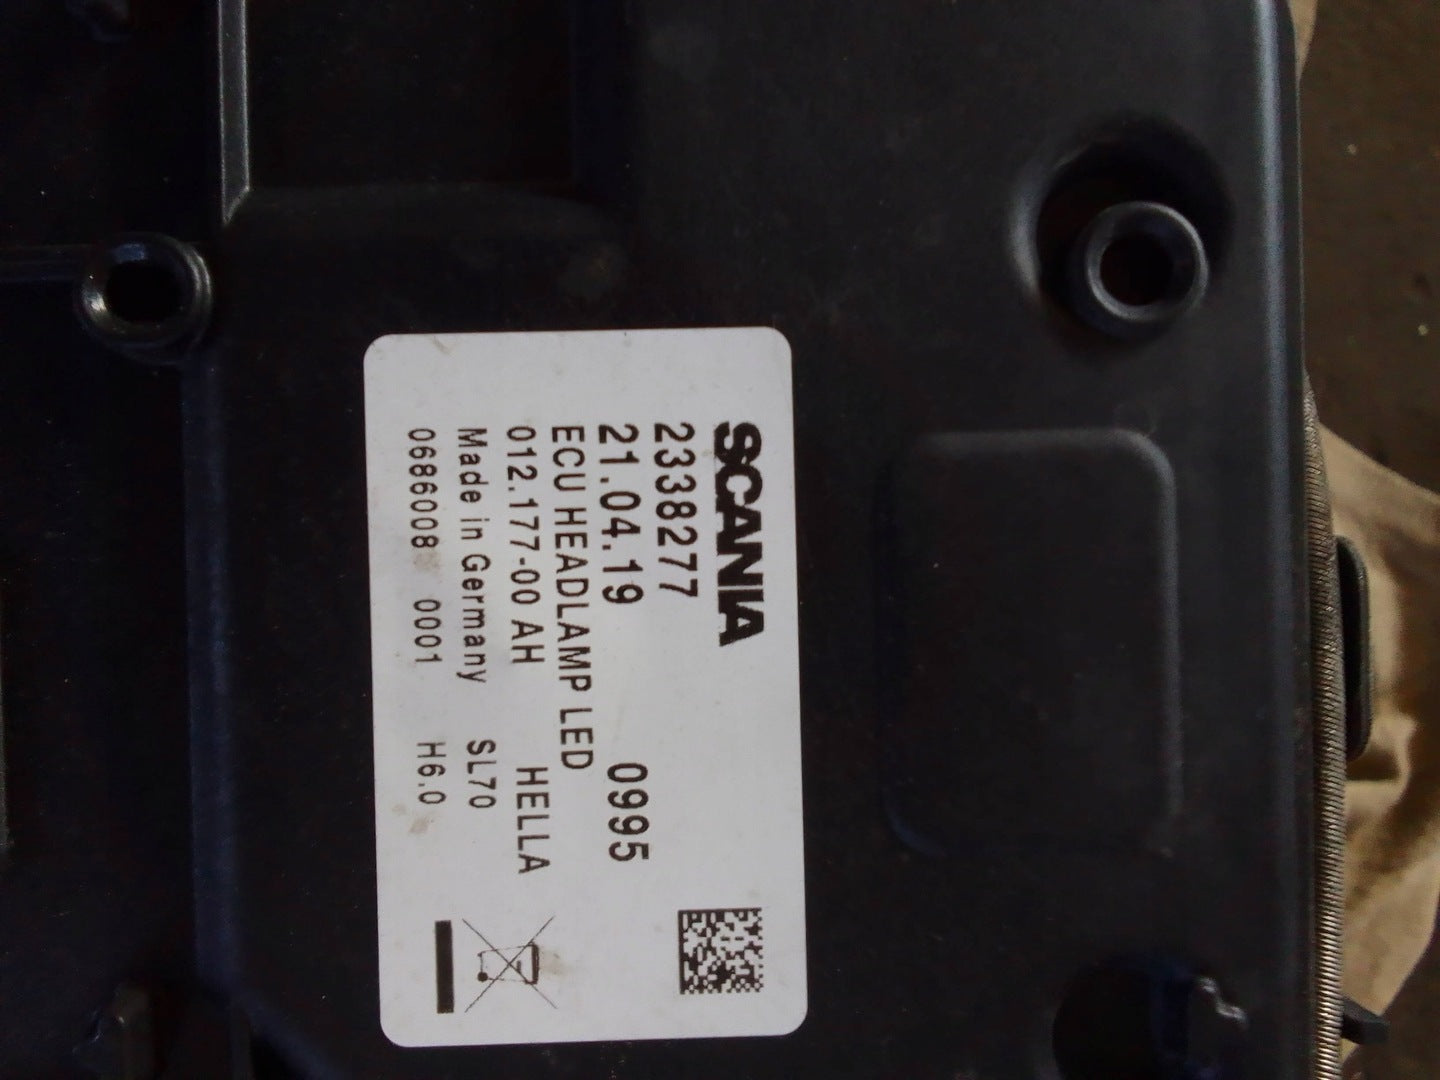 SCANIA
2338277
21.04.19 0995
ECU HEADLAMP LED
012.177-00 AH HELLA
Made in Germany SL70
0686008 0001 H6.0